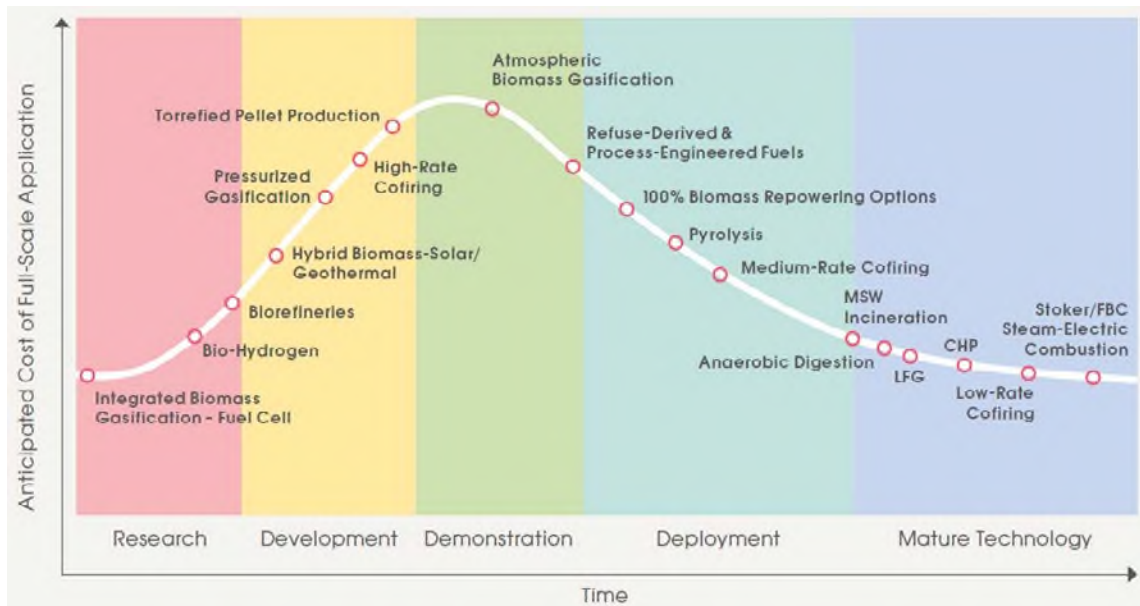 Anticipated Cost of Full-Scale Application
Atmospheric
Biomass Gasification
Torrefied Pellet Production
Refuse-Derived &
Process-Engineered Fuels
High-Rate
Cofiring
Pressurized
Gasification
100% Biomass Repowering Options
Pyrolysis
Hybrid Biomass-Solar/
Geothermal
Medium-Rate Cofiring
Biorefineries
MSW
Incineration
Stoker/FBC
Steam-Electric
Combustion
Bio-Hydrogen
Anaerobic Digestion
CHP
LFG
Low-Rate
Cofiring
Integrated Biomass
Gasification - Fuel Cell
Research
Development
Demonstration
Deployment
Mature Technology
Time